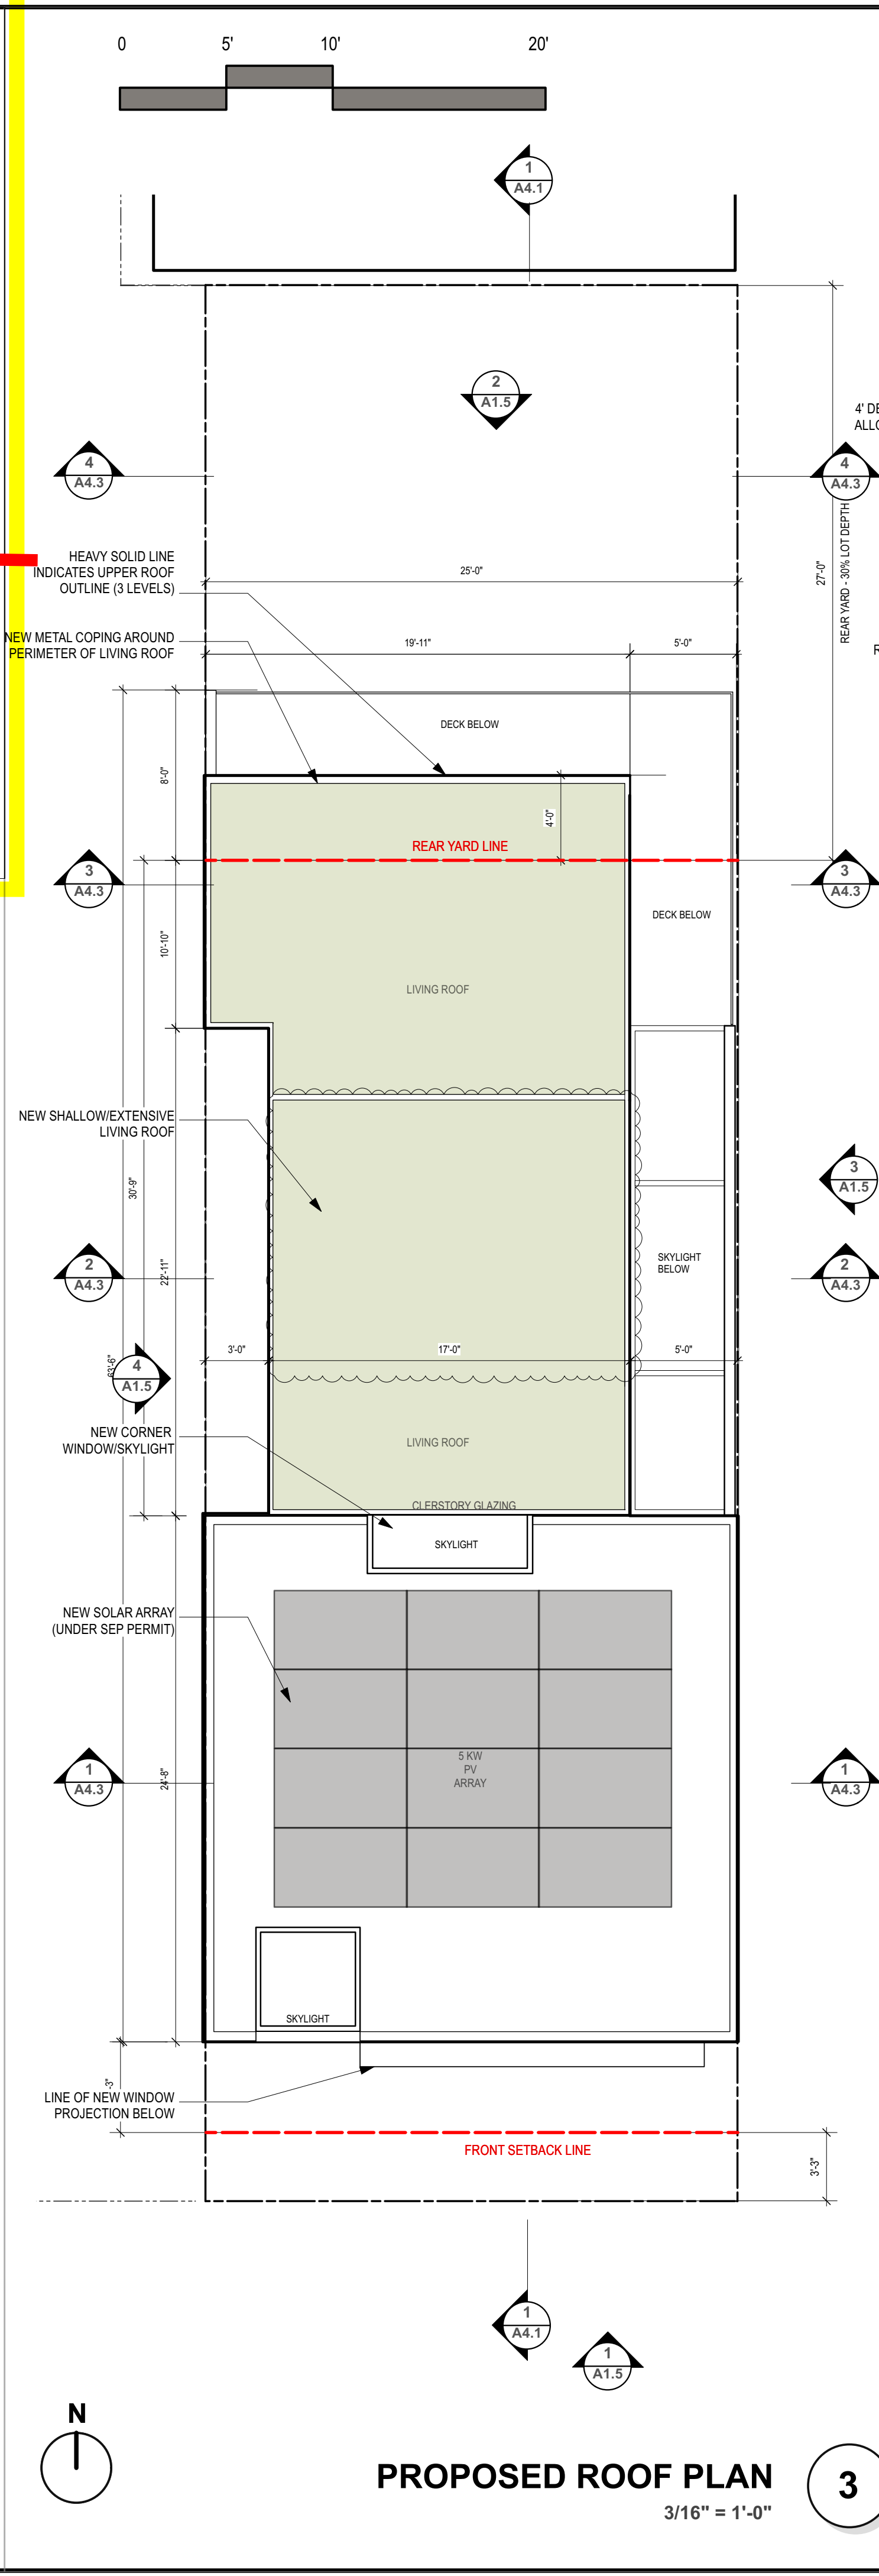 0 5' 10' 20'
1
A4.1
2
A1.5
4' DE
ALLO
4
A4.3
4
A4.3
REAR YARD - 30% LOT DEPTH
27'-0"
HEAVY SOLID LINE
INDICATES UPPER ROOF
OUTLINE (3 LEVELS)
25'-0"
NEW METAL COPING AROUND
PERIMETER OF LIVING ROOF
19'-11"
5'-0"
R
DECK BELOW
8'-0"
4'-0"
REAR YARD LINE
3
A4.3
3
A4.3
DECK BELOW
10'-10"
LIVING ROOF
NEW SHALLOW/EXTENSIVE
LIVING ROOF
30'-9"
3
A1.5
2
A4.3
22'-11"
SKYLIGHT
BELOW
2
A4.3
3'-0"
17'-0"
5'-0"
63'-6"
4
A1.5
NEW CORNER
WINDOW/SKYLIGHT
LIVING ROOF
CLERSTORY GLAZING
SKYLIGHT
NEW SOLAR ARRAY
(UNDER SEP PERMIT)
5 KW
PV
ARRAY
1
A4.3
24'-8"
1
A4.3
SKYLIGHT
-3"
LINE OF NEW WINDOW
PROJECTION BELOW
FRONT SETBACK LINE
3'-3"
1
A4.1
1
A1.5
N
PROPOSED ROOF PLAN
3/16" = 1'-0"
3